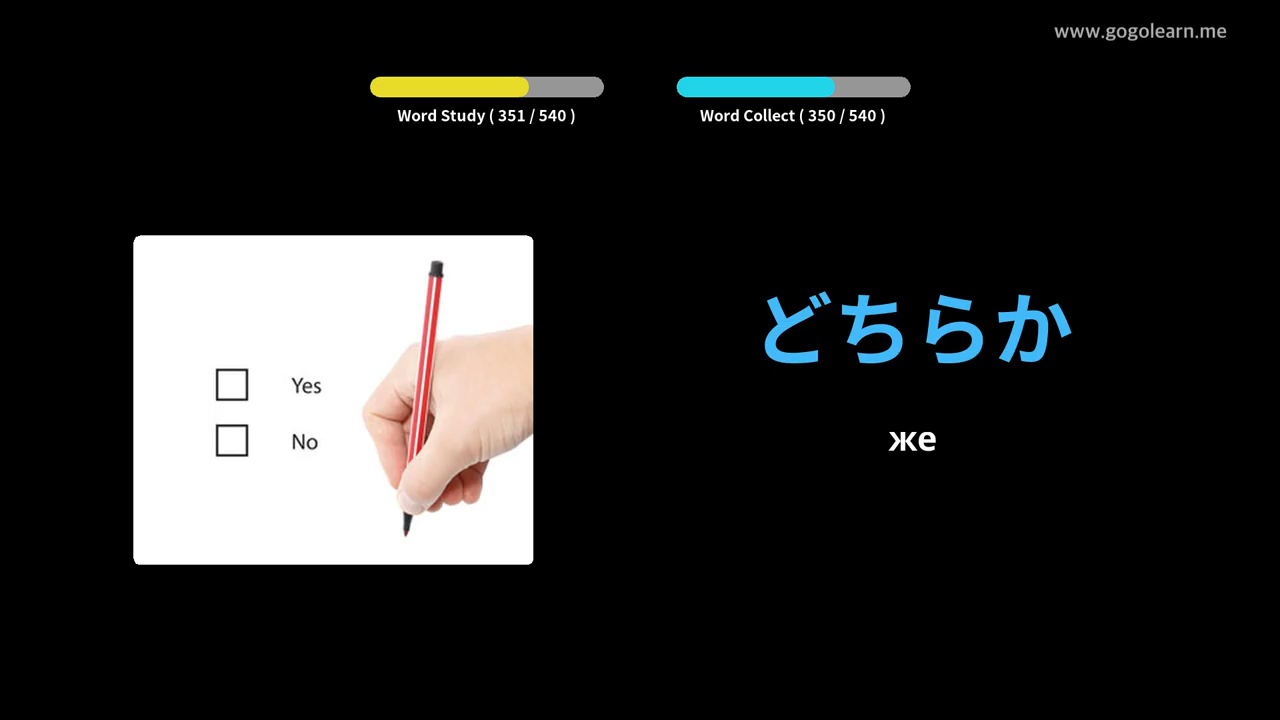 www.gogolearn.me
Word Study ( 351 / 540 )
Word Collect ( 350 / 540 )
Yes
No
どちらか
же